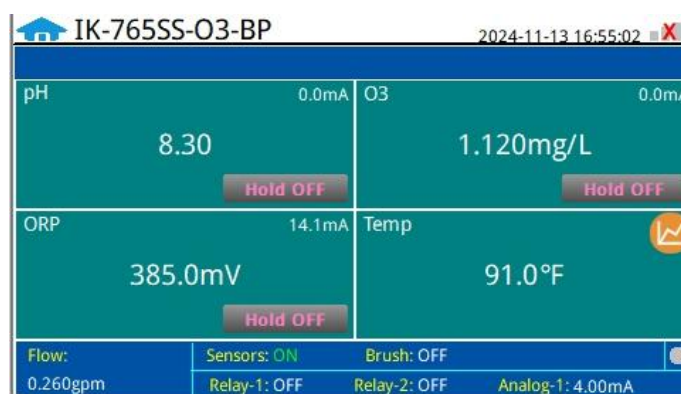 IK-765SS-O3-BP
2024-11-13 16:55:02
X
pH 0.0mA
8.30
Hold OFF
O3 0.0mA
1.120mg/L
Hold OFF
ORP 14.1mA
385.0mV
Hold OFF
Temp
91.0°F
Flow:
0.260gpm
Sensors: ON Brush: OFF
Relay-1: OFF Relay-2: OFF Analog-1: 4.00mA